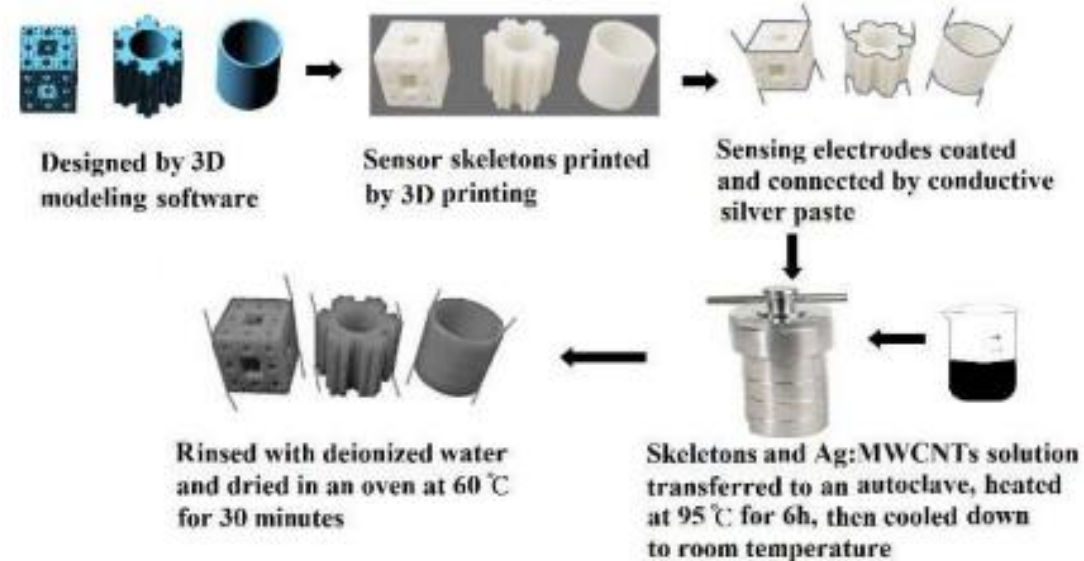 Designed by 3D
modeling software
Sensor skeletons printed
by 3D printing
Sensing electrodes coated
and connected by conductive
silver paste
Skeletons and Ag:MWCNTs solution
transferred to an autoclave, heated
at 95℃ for 6h, then cooled down
to room temperature
Rinsed with deionized water
and dried in an oven at 60℃
for 30 minutes